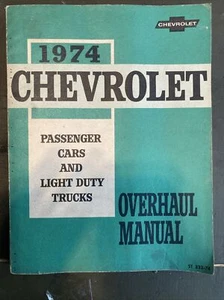 CHEVROLET
1974
CHEVROLET
PASSENGER
CARS
AND
LIGHT DUTY
TRUCKS
OVERHAUL
MANUAL